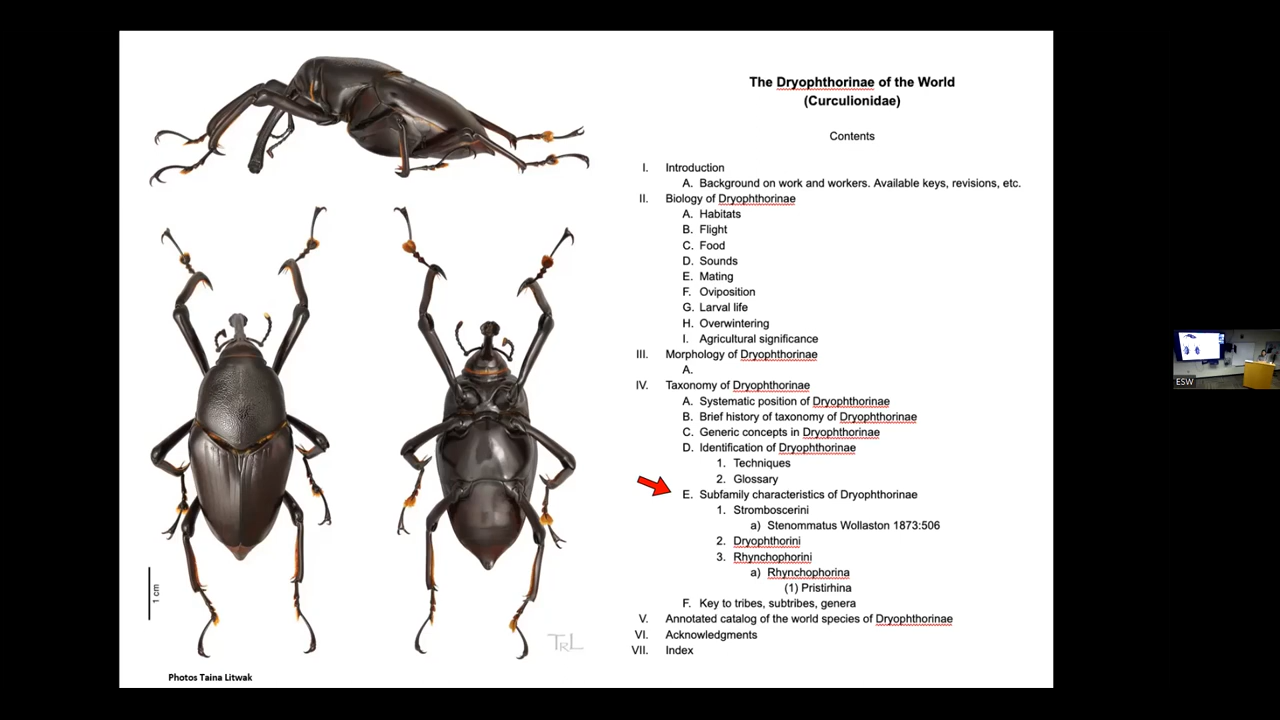 The Dryophthorinae of the World
(Curculionidae)
Contents
I. Introduction
A. Background on work and workers. Available keys, revisions, etc.
II. Biology of Dryophthorinae
A. Habitats
B. Flight
C. Food
D. Sounds
E. Mating
F. Oviposition
G. Larval life
H. Overwintering
I. Agricultural significance
III. Morphology of Dryophthorinae
A.
IV. Taxonomy of Dryophthorinae
A. Systematic position of Dryophthorinae
B. Brief history of taxonomy of Dryophthorinae
C. Generic concepts in Dryophthorinae
D. Identification of Dryophthorinae
1. Techniques
2. Glossary
E. Subfamily characteristics of Dryophthorinae
1. Stromboscerini
a) Stenommatus Wollaston 1873:506
2. Dryophthorini
3. Rhynchophorini
a) Rhynchophorina
(1) Pristirhina
F. Key to tribes, subtribes, genera
V. Annotated catalog of the world species of Dryophthorinae
VI. Acknowledgments
VII. Index
1 cm
TRL
Photos Taina Litwak
ESW